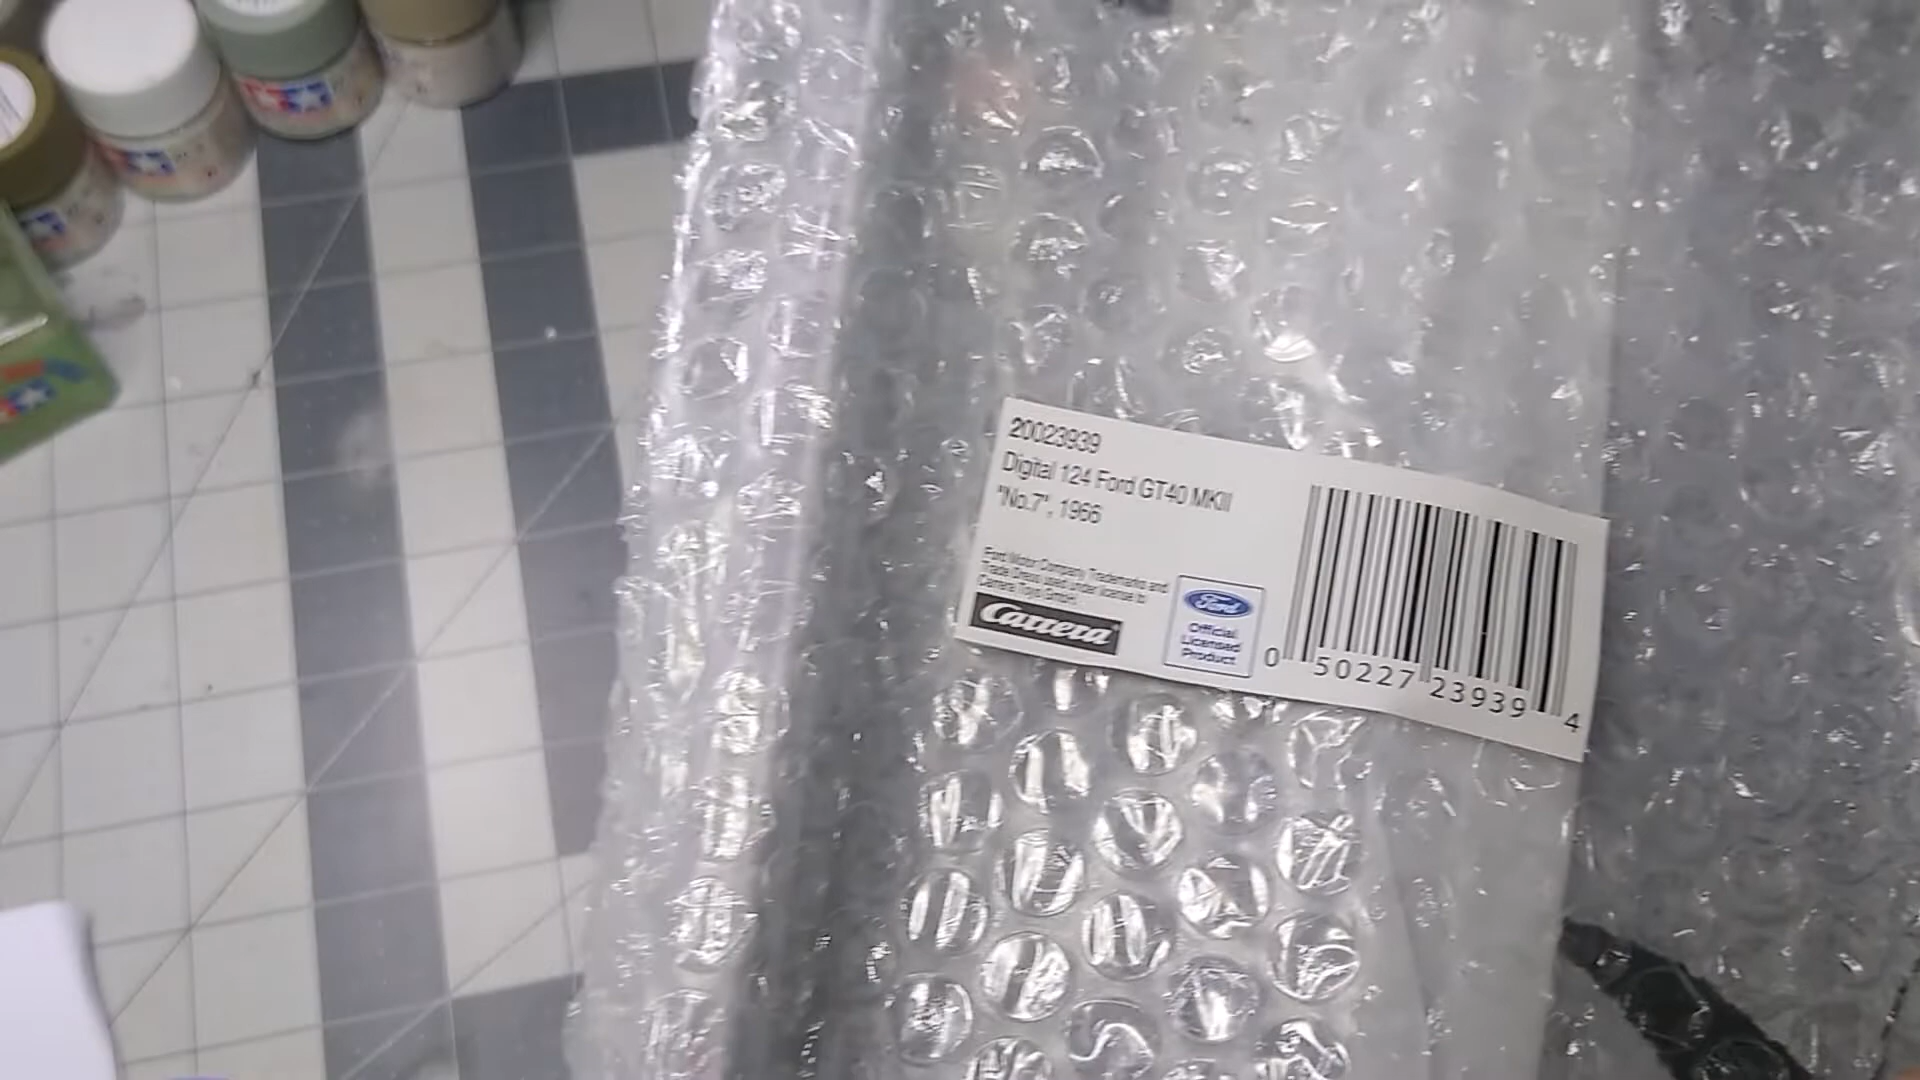 20023939
Digital 124 Ford GT40 MKII
"No.7", 1966
Ford Motor Company Trademarks and
Trade Dress used under license to
Carrera Toys GmbH.
Carrera
Ford
Official
Licensed
Product
0 50227 23939 4